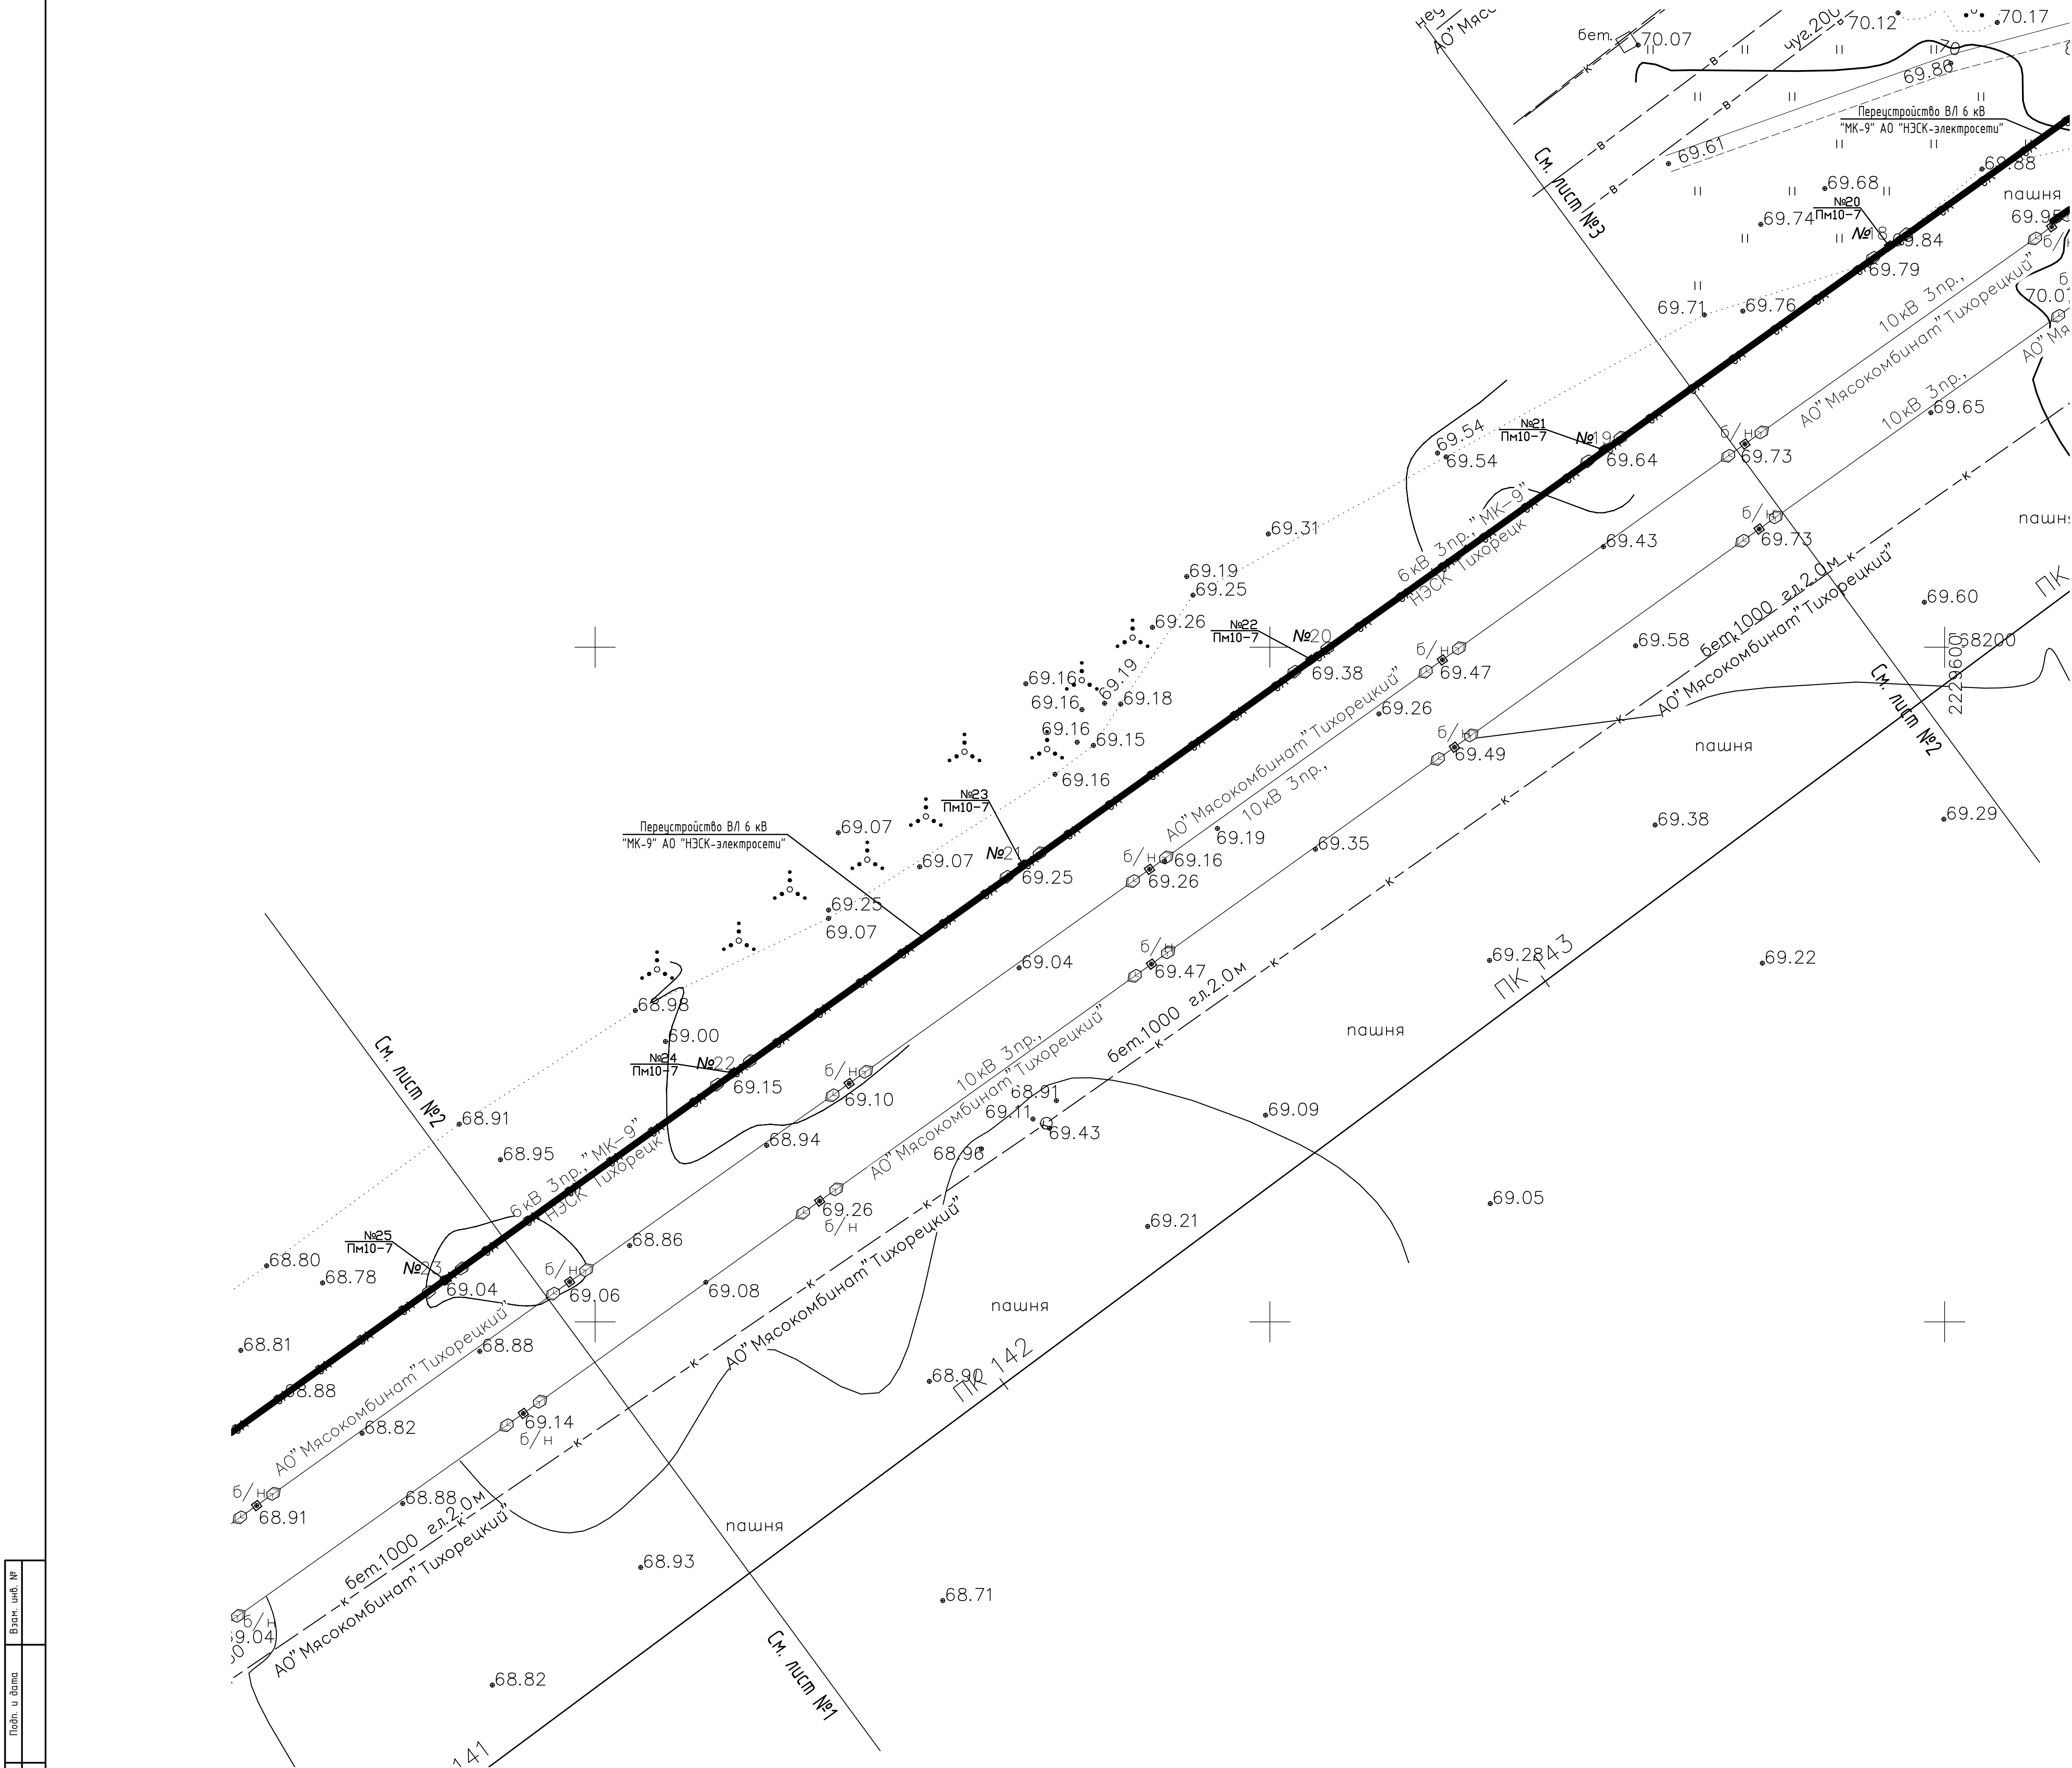 бет.
70.07
чуг.200
70.12
70.17
70
69.86
Переустройство ВЛ 6 кВ
"МК-9" АО "НЭСК-электросети"
69.61
69.88
69.68
пашня
№20
Пм10-7
69.74
№18
69.84
69.79
См. лист №3
69.71
69.76
10кВ 3пр.,
АО"Мясокомбинат"Тихорецкий"
10кВ 3пр.,
69.65
69.54
69.54
№21
Пм10-7
№19
69.64
б/н
69.73
б/н
69.73
69.31
6кВ 3пр.,"МК-9"
НЭСК Тихорецк
69.43
69.19
69.25
69.26
№22
Пм10-7
№20
69.38
б/н
69.47
бет.1000 гл.2.0м
АО"Мясокомбинат"Тихорецкий"
69.60
69.58
68200
2229600
См. лист №2
69.16
69.16
69.19
69.18
69.16
69.15
69.16
69.26
б/н
69.49
пашня
АО"Мясокомбинат"Тихорецкий"
10кВ 3пр.,
№23
Пм10-7
69.07
Переустройство ВЛ 6 кВ
"МК-9" АО "НЭСК-электросети"
69.07
№21
69.25
69.19
69.35
69.38
69.29
б/н
69.16
69.26
69.25
69.07
69.04
б/н
69.47
69.28
ПК 143
69.22
68.98
69.00
бет.1000 гл.2.0м
пашня
См. лист №2
№24
Пм10-7
№22
69.15
б/н
69.10
10кВ 3пр.,
АО"Мясокомбинат"Тихорецкий"
68.91
69.11
69.43
69.09
68.91
68.95
68.94
68.96
6кВ 3пр.,"МК-9"
НЭСК Тихорецк
69.26
б/н
69.05
69.21
68.86
№25
Пм10-7
№23
69.04
68.80
68.78
б/н
69.06
69.08
АО"Мясокомбинат"Тихорецкий"
пашня
68.81
68.88
68.88
68.90
ПК 142
АО"Мясокомбинат"Тихорецкий"
68.82
69.14
б/н
б/н
68.91
68.88
бет.1000 гл.2.0м
АО"Мясокомбинат"Тихорецкий"
пашня
68.93
68.71
б/н
68.82
См. лист №1
141
Взам. инв. №
Подп. и дата